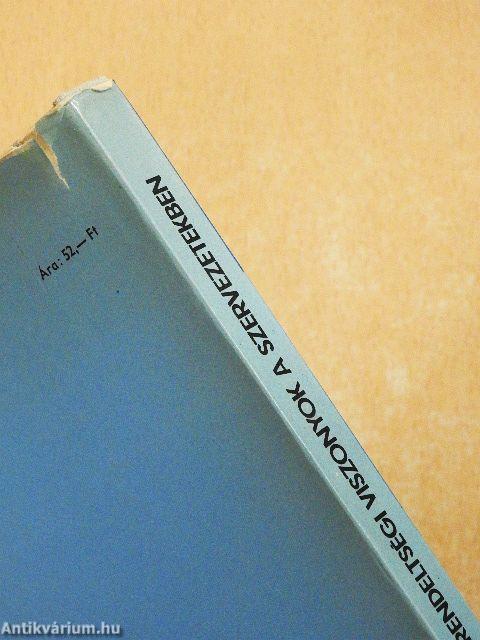 RENDELTSÉGI VISZONYOK A SZERVEZETEKBEN
Ára: 52,— Ft
Antikvárium.hu